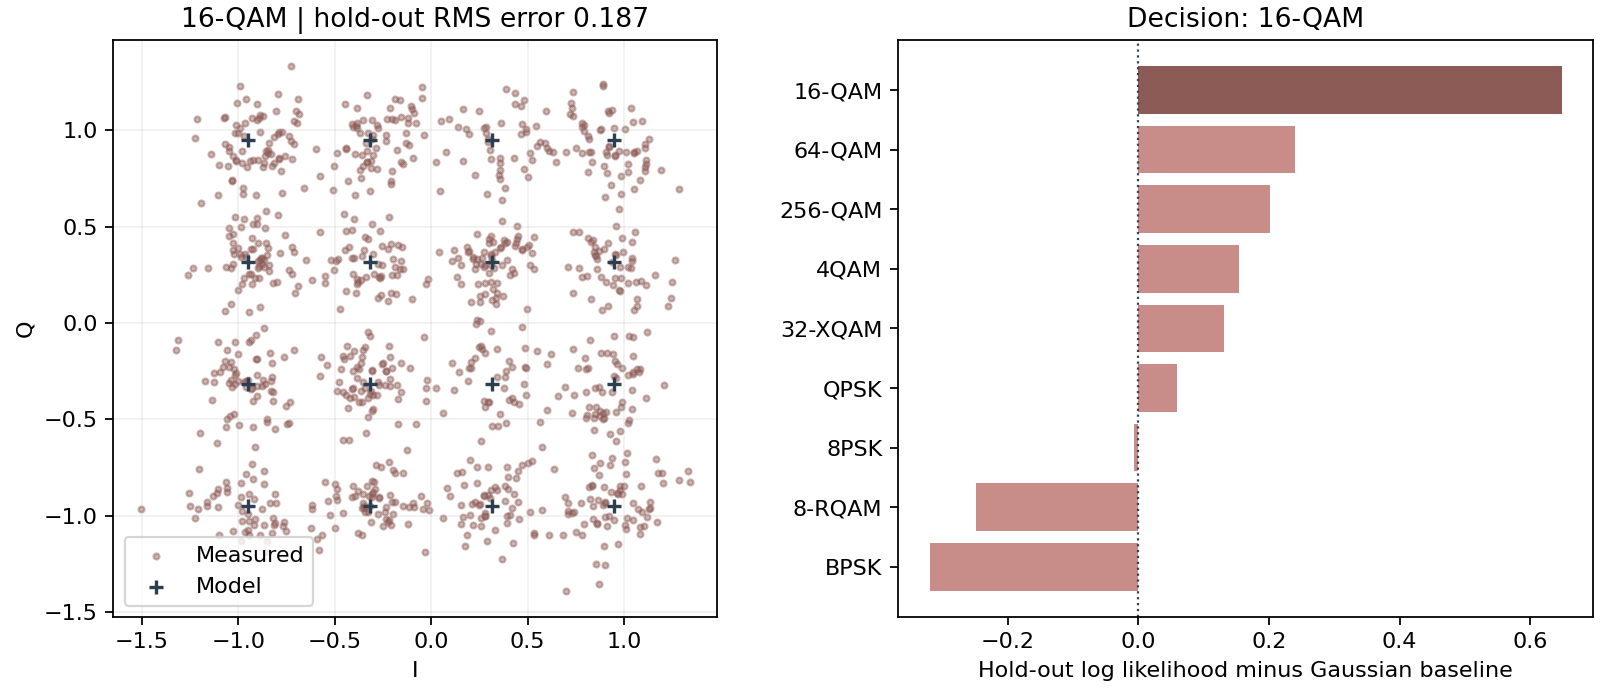 16-QAM | hold-out RMS error 0.187
1.0
0.5
0.0
−0.5
−1.0
−1.5
Q
Measured
Model
−1.5
−1.0
−0.5
0.0
0.5
1.0
I
Decision: 16-QAM
16-QAM
64-QAM
256-QAM
4QAM
32-XQAM
QPSK
8PSK
8-RQAM
BPSK
−0.2
0.0
0.2
0.4
0.6
Hold-out log likelihood minus Gaussian baseline